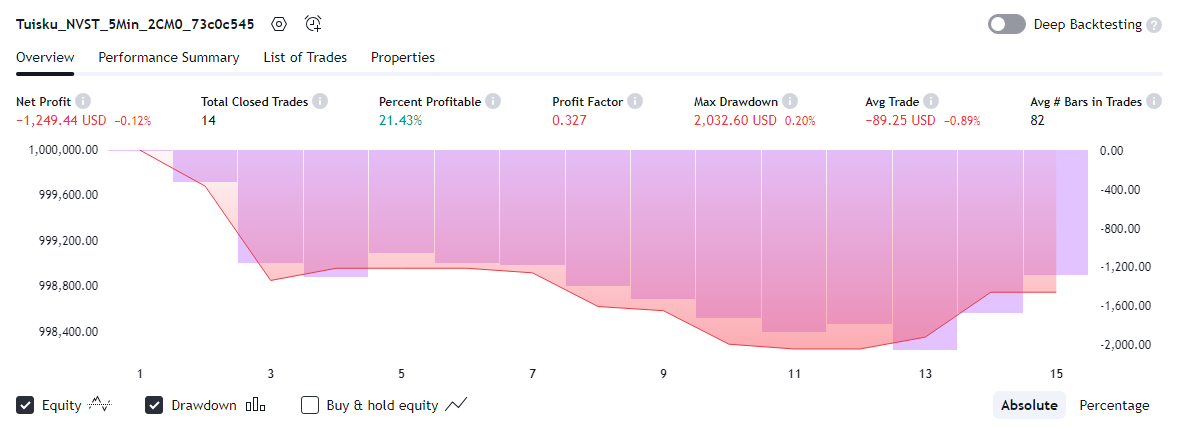 Tuisku_NVST_5Min_2CM0_73c0c545
Deep Backtesting ?
Overview Performance Summary List of Trades Properties
Net Profit Total Closed Trades Percent Profitable Profit Factor Max Drawdown Avg Trade Avg # Bars in Trades
−1,249.44 USD −0.12% 14 21.43% 0.327 2,032.60 USD 0.20% −89.25 USD −0.89% 82
1,000,000.00 0.00
999,600.00 -400.00
999,200.00 -800.00
998,800.00 -1,200.00
998,400.00 -1,600.00
-2,000.00
1 3 5 7 9 11 13 15
Equity Drawdown Buy & hold equity Absolute Percentage